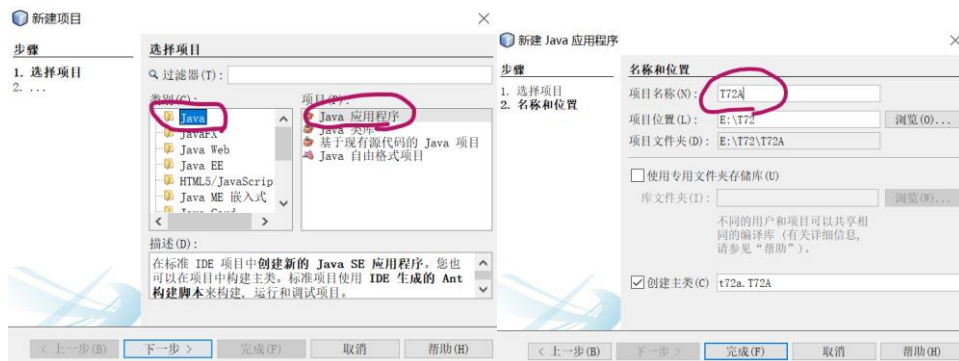 新建项目
步骤
1. 选择项目
2. ...
选择项目
过滤器(T):
类别(C):
Java
JavaFX
Java Web
Java EE
HTML5/JavaScrip
Java ME 嵌入式
Java Card
项目(P):
Java 应用程序
Java 类库
基于现有源代码的 Java 项目
Java 自由格式项目
描述(D):
在标准 IDE 项目中创建新的 Java SE 应用程序。您也
可以在项目中构建主类。标准项目使用 IDE 生成的 Ant
构建脚本来构建、运行和调试项目。
< 上一步(B)
下一步 >
完成(F)
取消
帮助(H)
新建 Java 应用程序
步骤
1. 选择项目
2. 名称和位置
名称和位置
项目名称(N): T72A
项目位置(L): E:\T72 浏览(O)...
项目文件夹(D): E:\T72\T72A
使用专用文件夹存储库(U)
库文件夹(I): 浏览(W)...
不同的用户和项目可以共享相
同的编译库 (有关详细信息,
请参见“帮助”)。
创建主类(C) t72a.T72A
< 上一步(B)
下一步 >
完成(F)
取消
帮助(H)